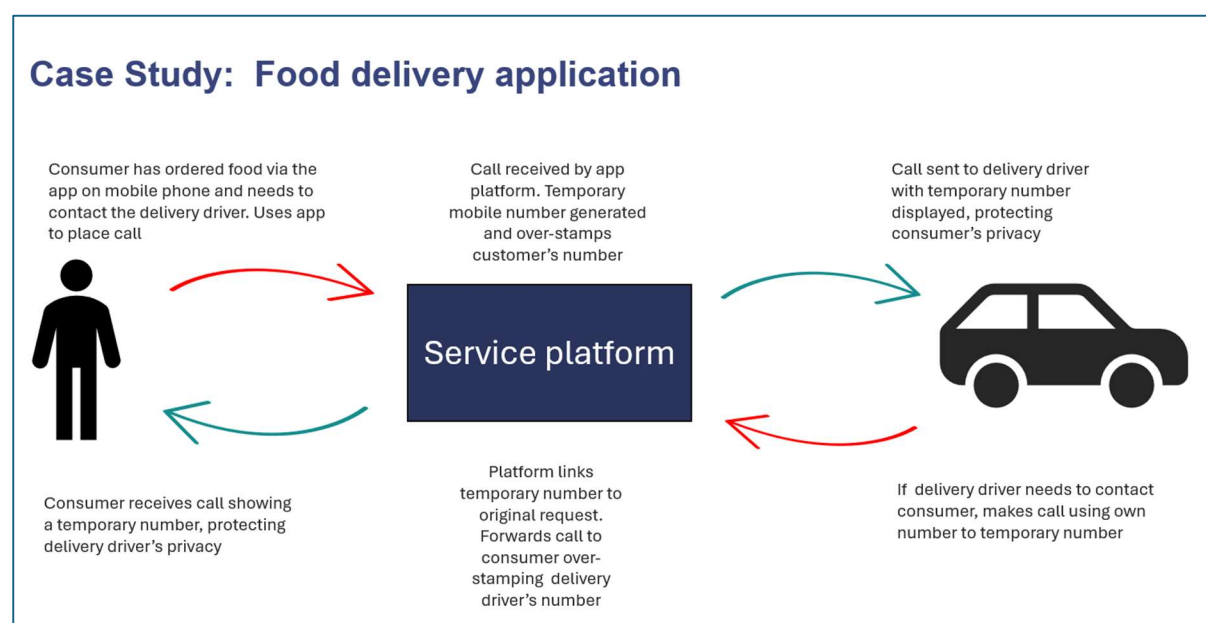 Case Study:  Food delivery application
Consumer has ordered food via the
app on mobile phone and needs to
contact the delivery driver. Uses app
to place call
Call received by app
platform. Temporary
mobile number generated
and over-stamps
customer’s number
Call sent to delivery driver
with temporary number
displayed, protecting
consumer’s privacy
Service platform
Consumer receives call showing
a temporary number, protecting
delivery driver’s privacy
Platform links
temporary number to
original request.
Forwards call to
consumer over-
stamping  delivery
driver’s number
If  delivery driver needs to contact
consumer, makes call using own
number to temporary number